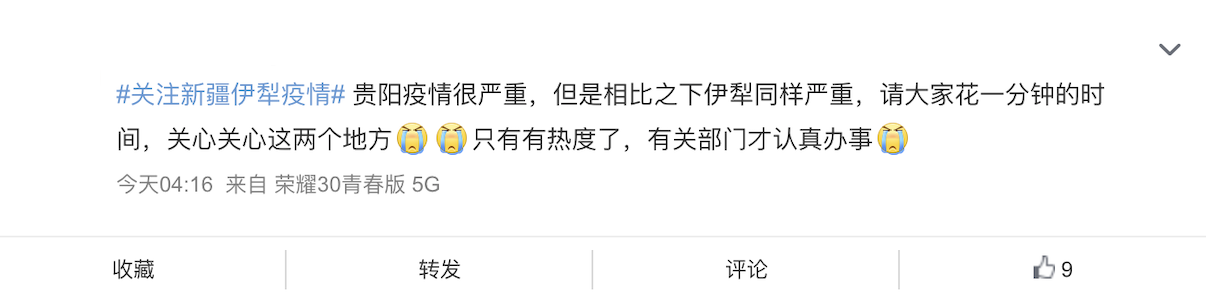 #关注新疆伊犁疫情# 贵阳疫情很严重，但是相比之下伊犁同样严重，请大家花一分钟的时
间，关心关心这两个地方😭😭只有有热度了，有关部门才认真办事😭
今天04:16 来自 荣耀30青春版 5G
收藏 转发 评论 9